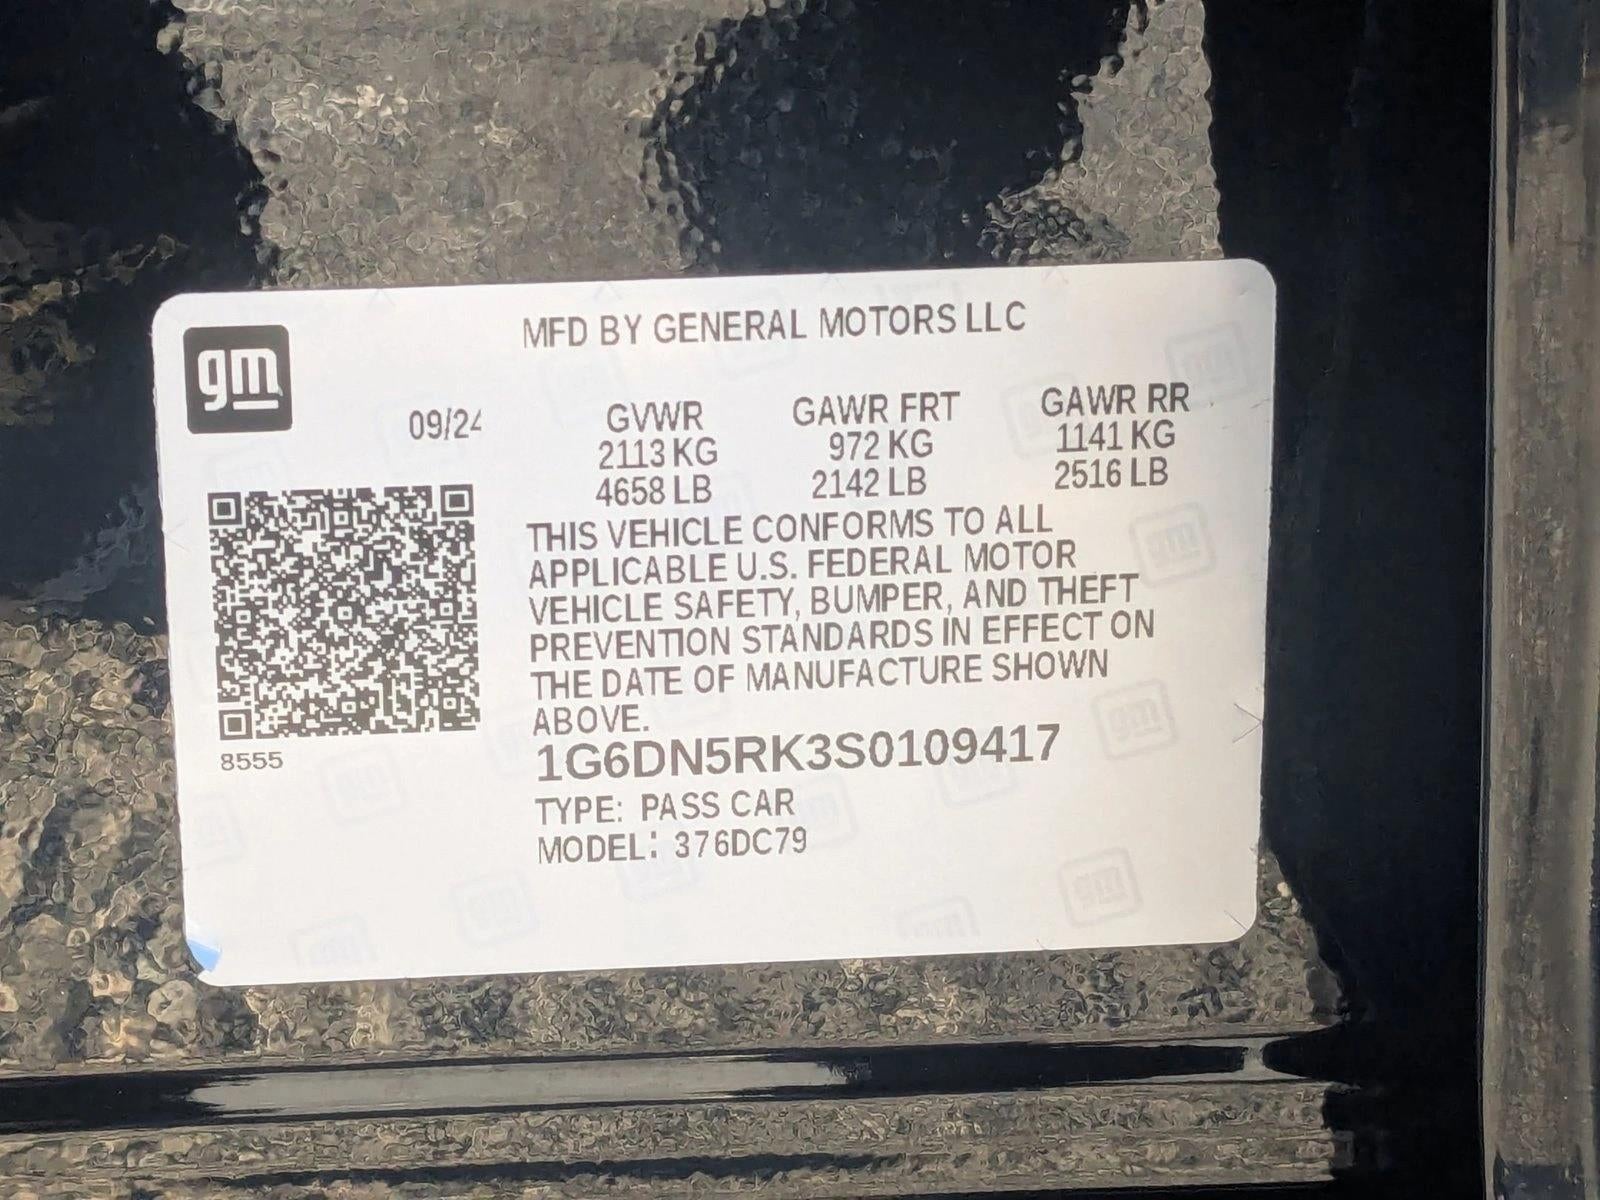 MFD BY GENERAL MOTORS LLC
gm
09/24
GVWR GAWR FRT GAWR RR
2113 KG 972 KG 1141 KG
4658 LB 2142 LB 2516 LB
THIS VEHICLE CONFORMS TO ALL
APPLICABLE U.S. FEDERAL MOTOR
VEHICLE SAFETY, BUMPER, AND THEFT
PREVENTION STANDARDS IN EFFECT ON
THE DATE OF MANUFACTURE SHOWN
ABOVE.
8555
1G6DN5RK3S0109417
TYPE: PASS CAR
MODEL: 376DC79